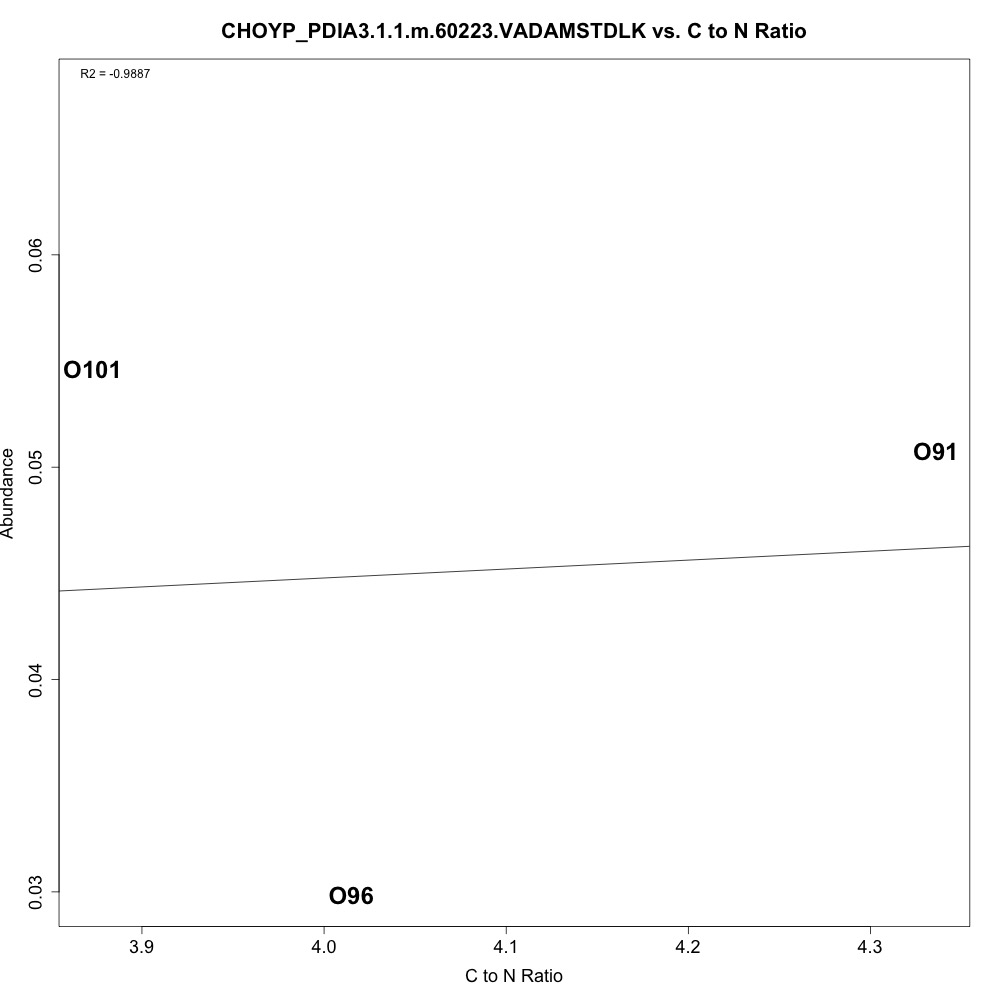 CHOYP_PDIA3.1.1.m.60223.VADAMSTDLK vs. C to N Ratio
R2 = -0.9887
0.06
O101
O91
0.05
Abundance
0.04
0.03
O96
3.9 4.0 4.1 4.2 4.3
C to N Ratio